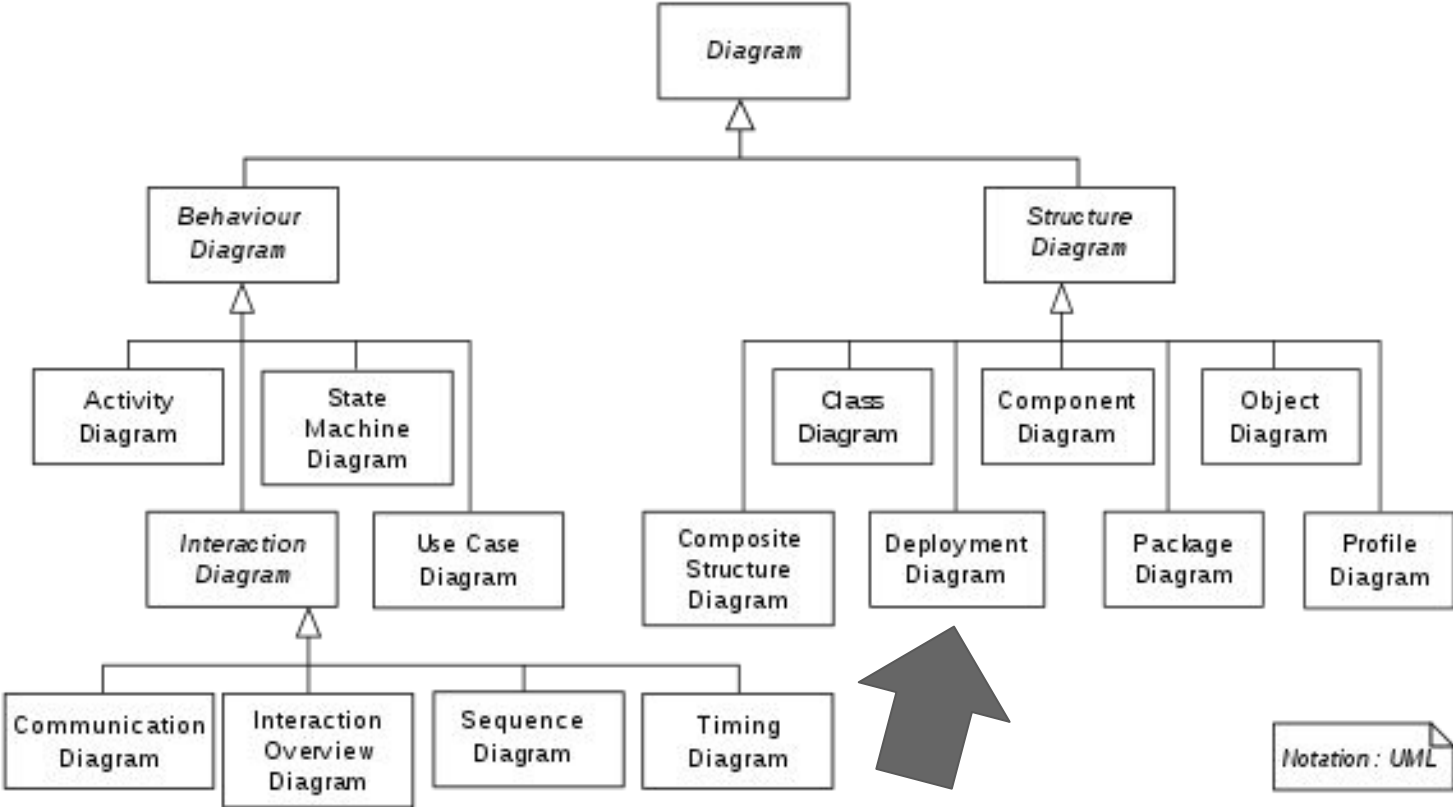 Diagram
Behaviour
Diagram
Structure
Diagram
Activity
Diagram
State
Machine
Diagram
Class
Diagram
Component
Diagram
Object
Diagram
Interaction
Diagram
Use Case
Diagram
Composite
Structure
Diagram
Deployment
Diagram
Package
Diagram
Profile
Diagram
Communication
Diagram
Interaction
Overview
Diagram
Sequence
Diagram
Timing
Diagram
Notation : UML